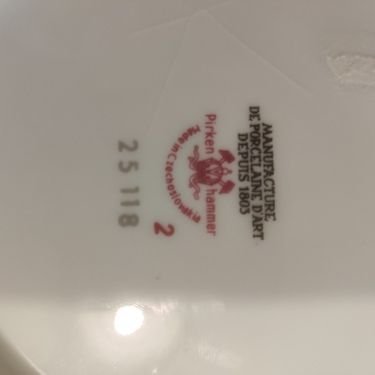 MANUFACTURE
DE PORCELAINE D'ART
DEPUIS 1803
Pirken hammer
Made in Czechoslovakia
2
25 118